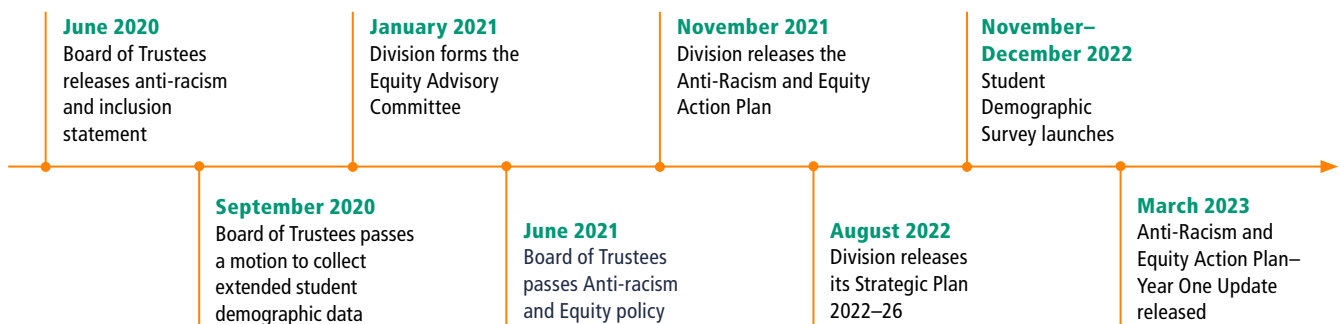 June 2020
Board of Trustees
releases anti-racism
and inclusion
statement
September 2020
Board of Trustees passes
a motion to collect
extended student
demographic data
January 2021
Division forms the
Equity Advisory
Committee
June 2021
Board of Trustees
passes Anti-racism
and Equity policy
November 2021
Division releases the
Anti-Racism and Equity
Action Plan
August 2022
Division releases
its Strategic Plan
2022–26
November–
December 2022
Student
Demographic
Survey launches
March 2023
Anti-Racism and
Equity Action Plan–
Year One Update
released